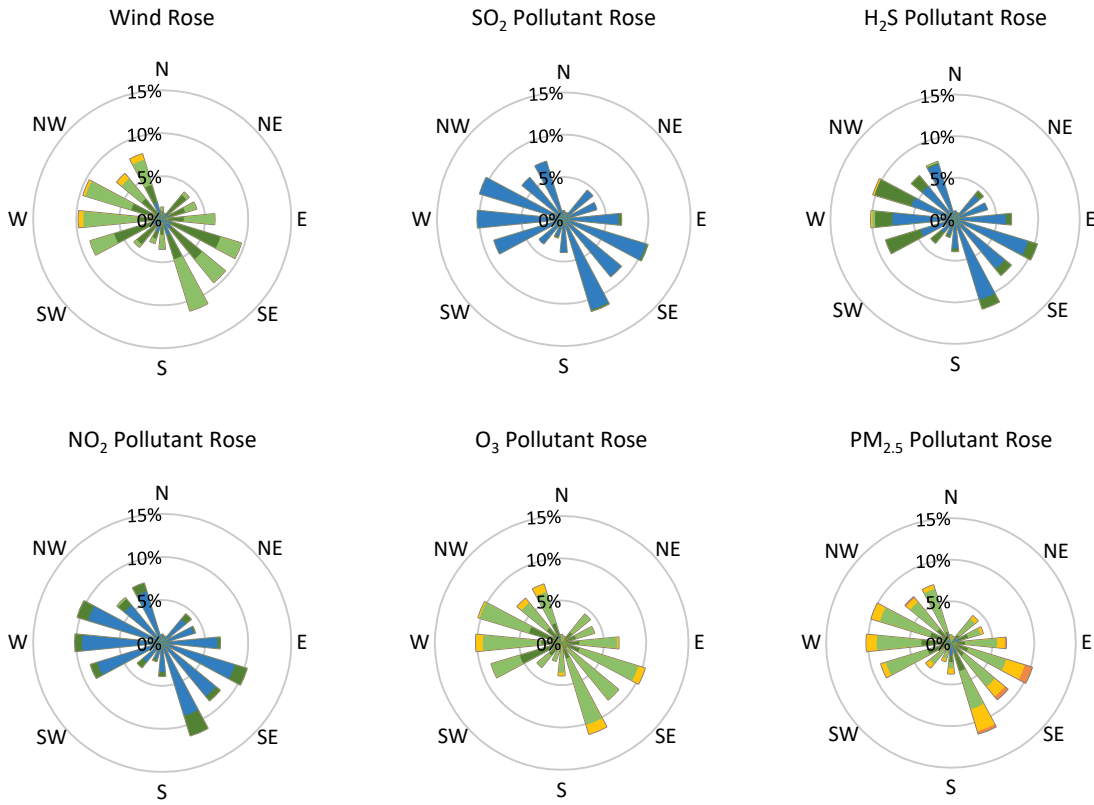 Wind Rose
N
15%
NW
NE
10%
5%
W
0%
E
SW
SE
S
SO₂ Pollutant Rose
N
15%
NW
NE
10%
5%
W
0%
E
SW
SE
S
H₂S Pollutant Rose
N
15%
NW
NE
10%
5%
W
0%
E
SW
SE
S
NO₂ Pollutant Rose
N
15%
NW
NE
10%
5%
W
0%
E
SW
SE
S
O₃ Pollutant Rose
N
15%
NW
NE
10%
5%
W
0%
E
SW
SE
S
PM₂.₅ Pollutant Rose
N
15%
NW
NE
10%
5%
W
0%
E
SW
SE
S